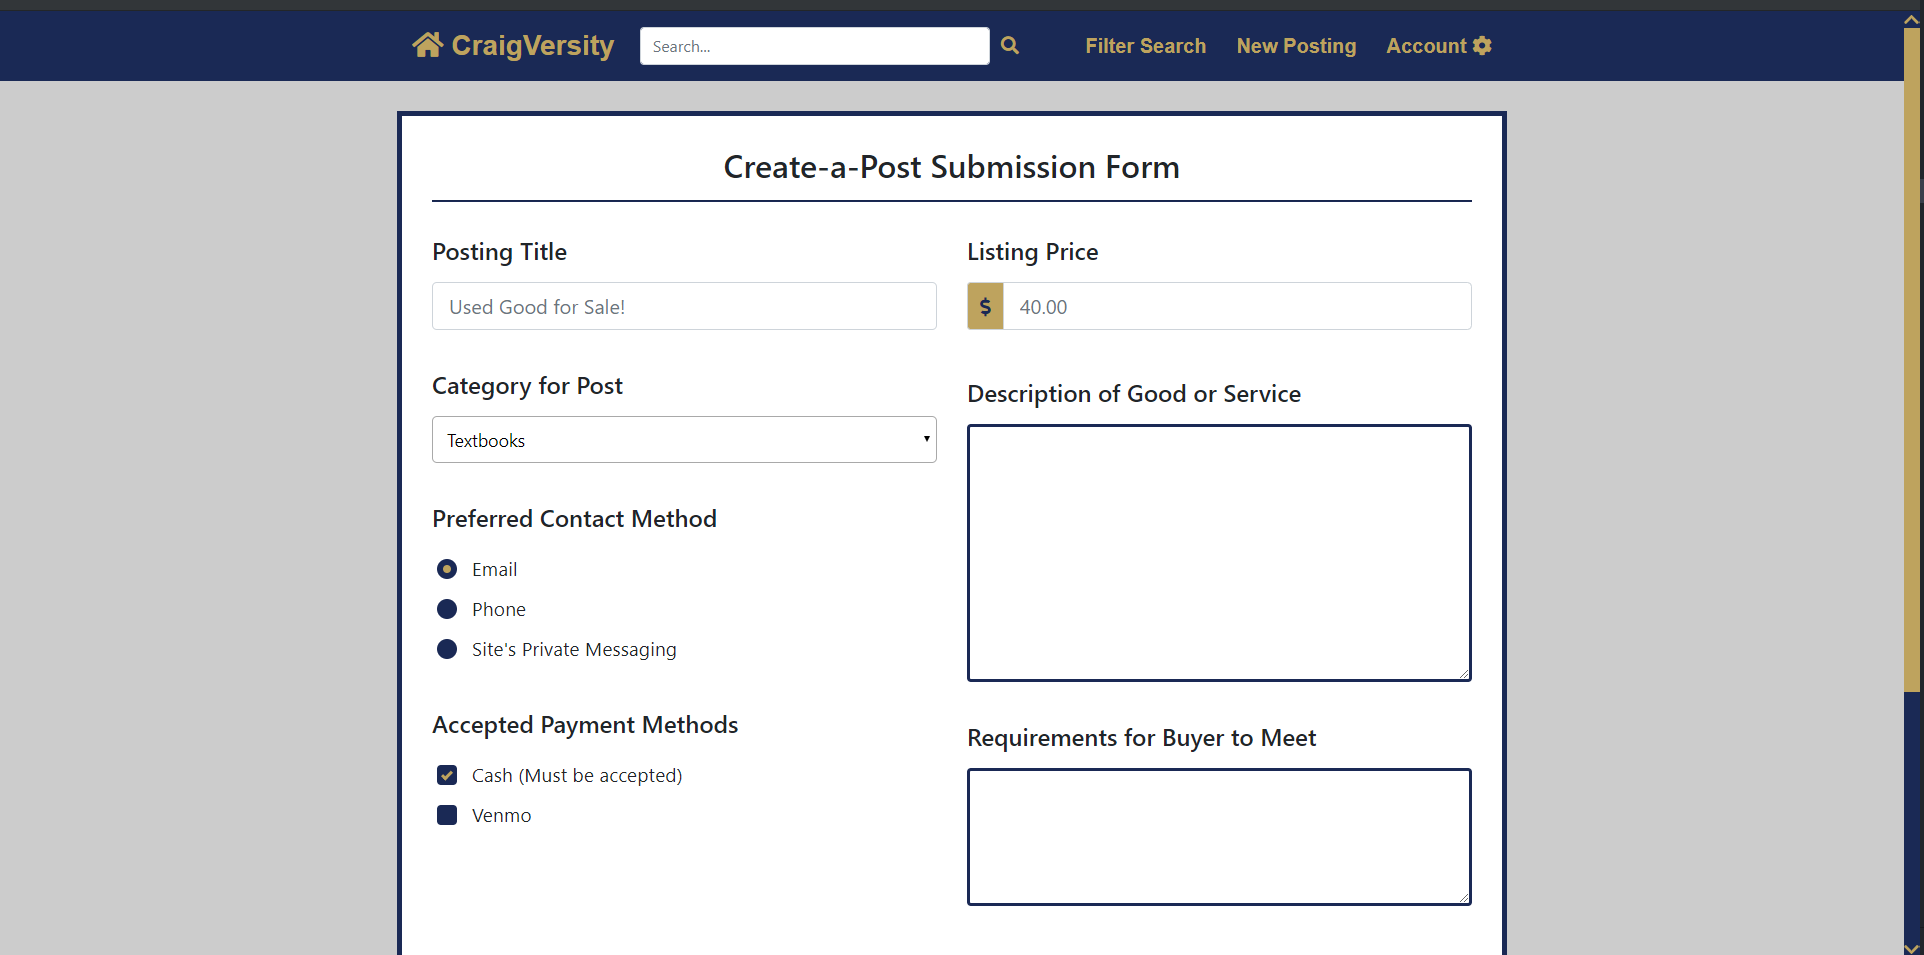 CraigVersity
Search...
Filter Search
New Posting
Account
Create-a-Post Submission Form
Posting Title
Used Good for Sale!
Category for Post
Textbooks
Preferred Contact Method
Email
Phone
Site's Private Messaging
Accepted Payment Methods
Cash (Must be accepted)
Venmo
Listing Price
$ 40.00
Description of Good or Service
Requirements for Buyer to Meet